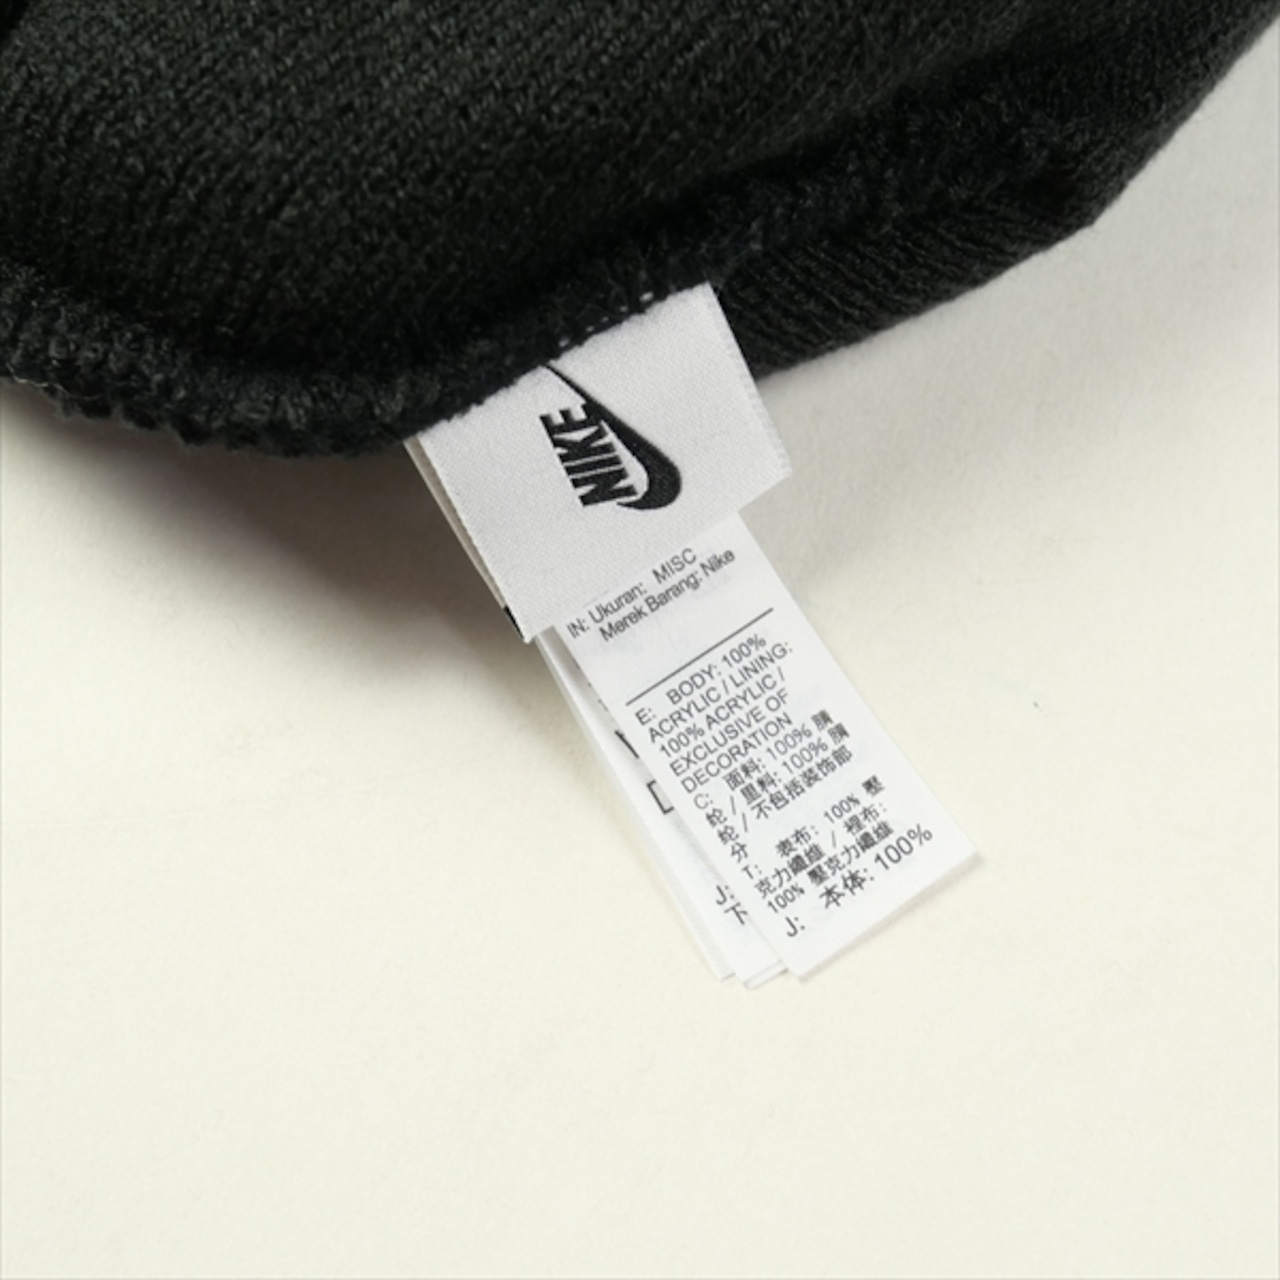 NIKE
IN: Ukuran: MISC
Merek Barang: Nike
E: BODY: 100%
ACRYLIC / LINING:
100% ACRYLIC /
EXCLUSIVE OF
DECORATION
C: 面料: 100% 腈
纶 / 里料: 100% 腈
纶 / 不包括装饰部
分
T: 表布: 100% 壓
克力纖維 / 裡布:
100% 壓克力纖維
J: 本体: 100%
J:
下